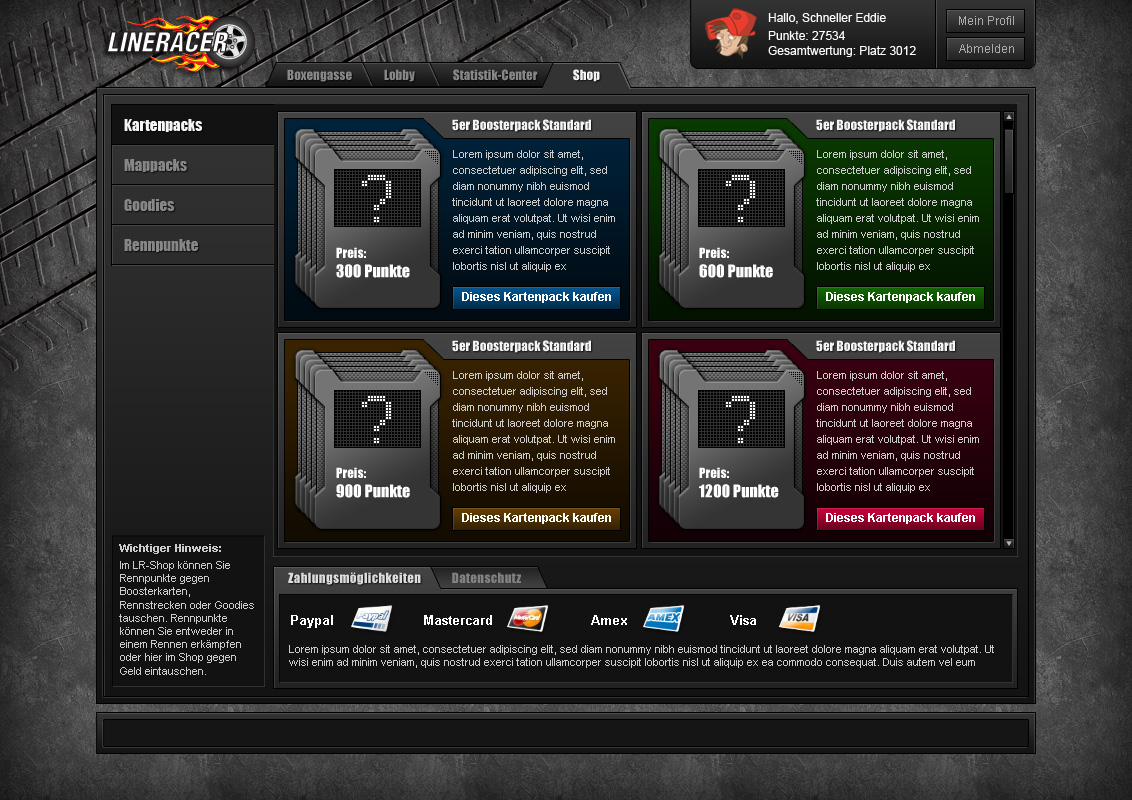 LINERACER
Hallo, Schneller Eddie
Punkte: 27534
Gesamtwertung: Platz 3012
Mein Profil
Abmelden
Boxengasse
Lobby
Statistik-Center
Shop
Kartenpacks
Mappacks
Goodies
Rennpunkte
5er Boosterpack Standard
Lorem ipsum dolor sit amet,
consectetuer adipiscing elit, sed
diam nonummy nibh euismod
tincidunt ut laoreet dolore magna
aliquam erat volutpat. Ut wisi enim
ad minim veniam, quis nostrud
exerci tation ullamcorper suscipit
lobortis nisl ut aliquip ex
?
Preis:
300 Punkte
Dieses Kartenpack kaufen
5er Boosterpack Standard
Lorem ipsum dolor sit amet,
consectetuer adipiscing elit, sed
diam nonummy nibh euismod
tincidunt ut laoreet dolore magna
aliquam erat volutpat. Ut wisi enim
ad minim veniam, quis nostrud
exerci tation ullamcorper suscipit
lobortis nisl ut aliquip ex
?
Preis:
600 Punkte
Dieses Kartenpack kaufen
5er Boosterpack Standard
Lorem ipsum dolor sit amet,
consectetuer adipiscing elit, sed
diam nonummy nibh euismod
tincidunt ut laoreet dolore magna
aliquam erat volutpat. Ut wisi enim
ad minim veniam, quis nostrud
exerci tation ullamcorper suscipit
lobortis nisl ut aliquip ex
?
Preis:
900 Punkte
Dieses Kartenpack kaufen
5er Boosterpack Standard
Lorem ipsum dolor sit amet,
consectetuer adipiscing elit, sed
diam nonummy nibh euismod
tincidunt ut laoreet dolore magna
aliquam erat volutpat. Ut wisi enim
ad minim veniam, quis nostrud
exerci tation ullamcorper suscipit
lobortis nisl ut aliquip ex
?
Preis:
1200 Punkte
Dieses Kartenpack kaufen
Wichtiger Hinweis:
Im LR-Shop können Sie
Rennpunkte gegen
Boosterkarten,
Rennstrecken oder Goodies
tauschen. Rennpunkte
können Sie entweder in
einem Rennen erkämpfen
oder hier im Shop gegen
Geld eintauschen.
Zahlungsmöglichkeiten
Datenschutz
Paypal
PayPal
Mastercard
MasterCard
Amex
AMEX
Visa
VISA
Lorem ipsum dolor sit amet, consectetuer adipiscing elit, sed diam nonummy nibh euismod tincidunt ut laoreet dolore magna aliquam erat volutpat. Ut
wisi enim ad minim veniam, quis nostrud exerci tation ullamcorper suscipit lobortis nisl ut aliquip ex ea commodo consequat. Duis autem vel eum